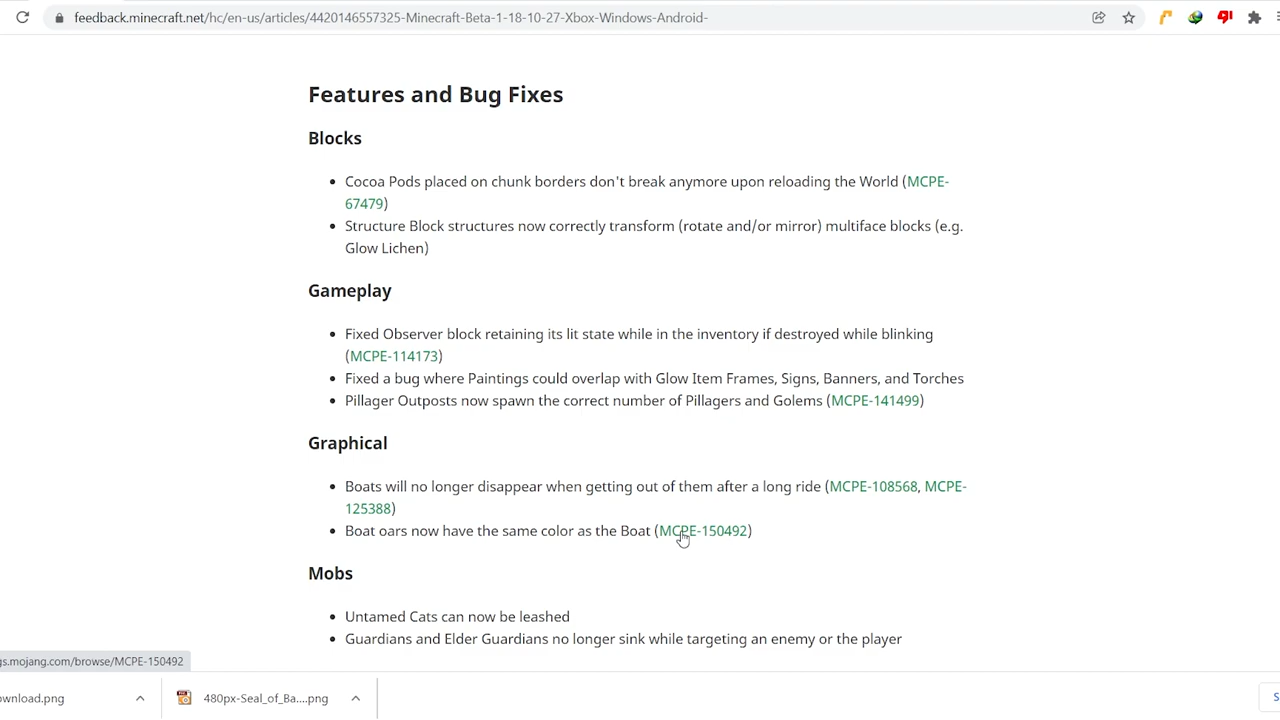 feedback.minecraft.net/hc/en-us/articles/4420146557325-Minecraft-Beta-1-18-10-27-Xbox-Windows-Android-
Features and Bug Fixes
Blocks
• Cocoa Pods placed on chunk borders don't break anymore upon reloading the World (MCPE-
67479)
• Structure Block structures now correctly transform (rotate and/or mirror) multiface blocks (e.g.
Glow Lichen)
Gameplay
• Fixed Observer block retaining its lit state while in the inventory if destroyed while blinking
(MCPE-114173)
• Fixed a bug where Paintings could overlap with Glow Item Frames, Signs, Banners, and Torches
• Pillager Outposts now spawn the correct number of Pillagers and Golems (MCPE-141499)
Graphical
• Boats will no longer disappear when getting out of them after a long ride (MCPE-108568, MCPE-
125388)
• Boat oars now have the same color as the Boat (MCPE-150492)
Mobs
• Untamed Cats can now be leashed
• Guardians and Elder Guardians no longer sink while targeting an enemy or the player
gs.mojang.com/browse/MCPE-150492
ownload.png
480px-Seal_of_Ba....png
S